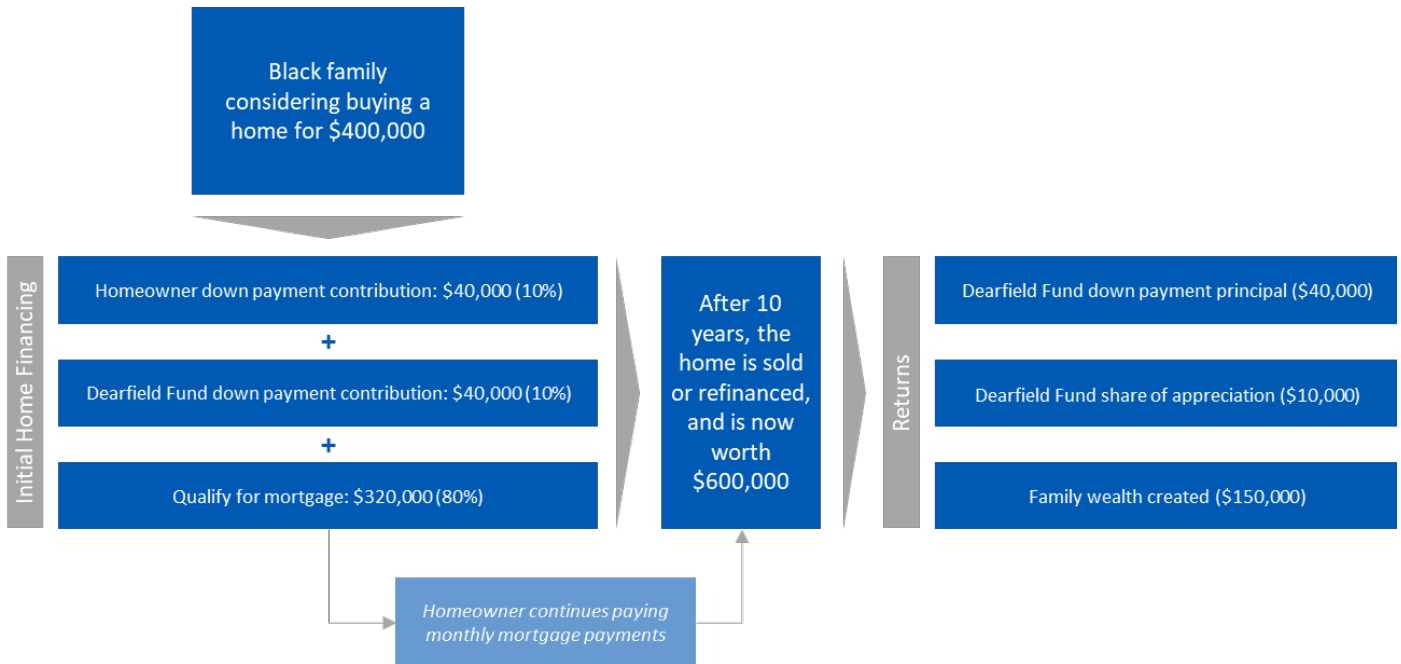 Black family
considering buying a
home for $400,000
Initial Home Financing
Homeowner down payment contribution: $40,000 (10%)
+
Dearfield Fund down payment contribution: $40,000 (10%)
+
Qualify for mortgage: $320,000 (80%)
Homeowner continues paying
monthly mortgage payments
After 10
years, the
home is sold
or refinanced,
and is now
worth
$600,000
Returns
Dearfield Fund down payment principal ($40,000)
Dearfield Fund share of appreciation ($10,000)
Family wealth created ($150,000)